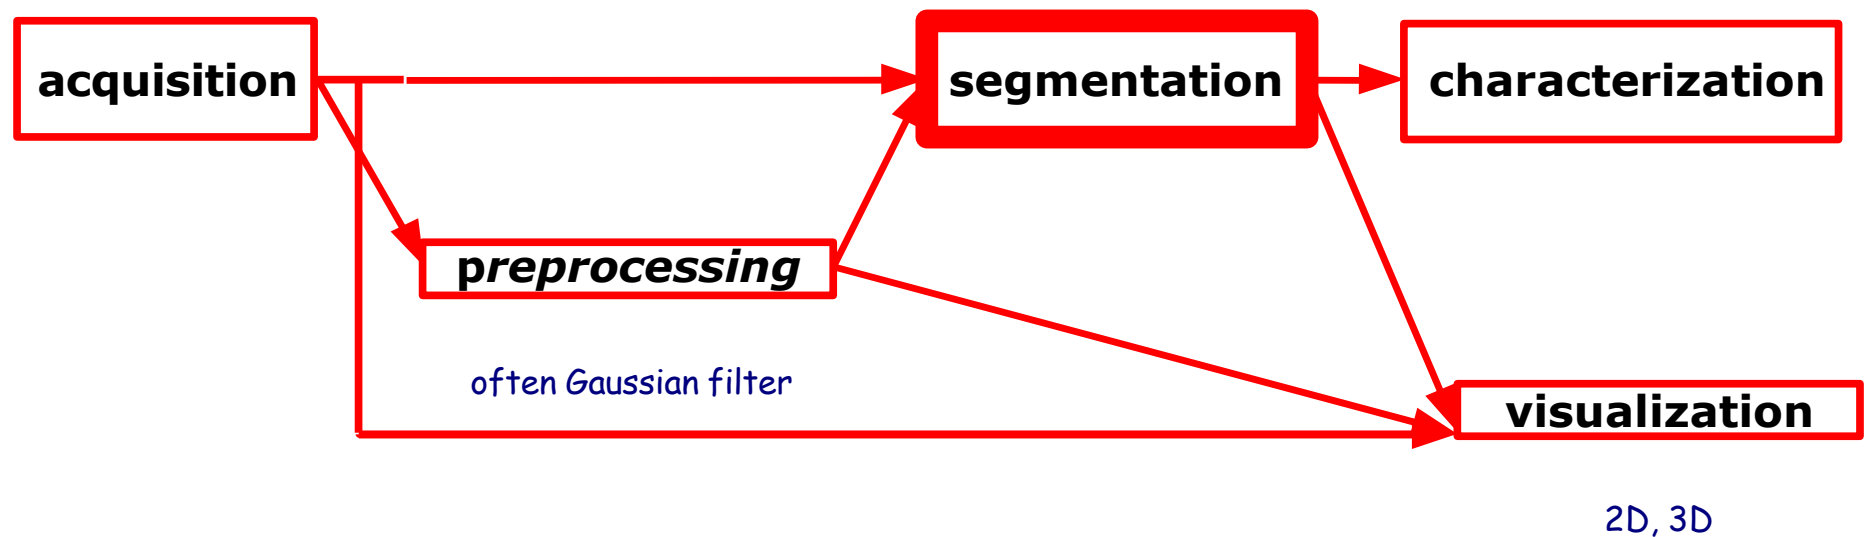 acquisition
segmentation
characterization
preprocessing
often Gaussian filter
visualization
2D, 3D